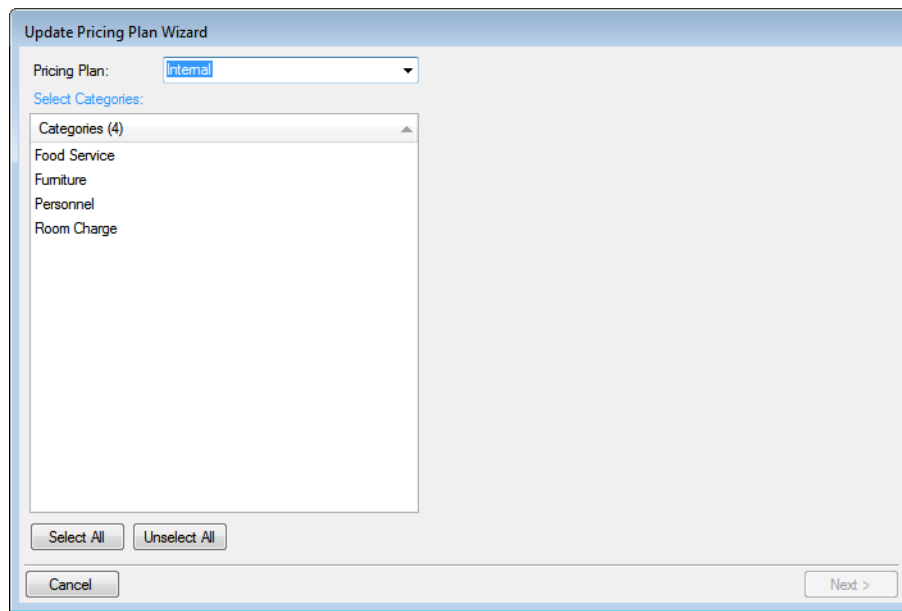 Update Pricing Plan Wizard
Pricing Plan: Internal
Select Categories:
Categories (4)
Food Service
Furniture
Personnel
Room Charge
Select All Unselect All
Cancel Next >